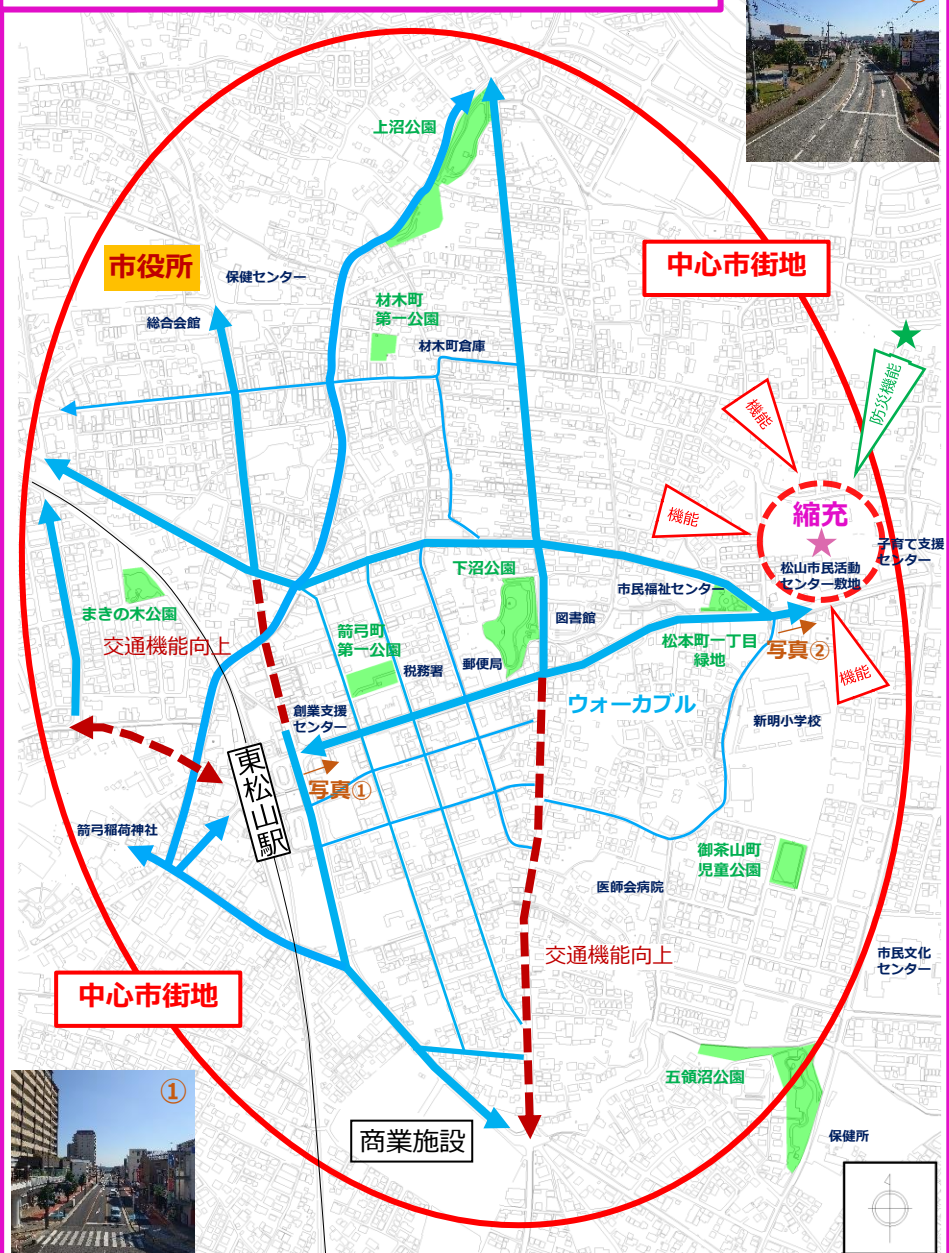 上沼公園
市役所
保健センター
中心市街地
総合会館
材木町
第一公園
材木町倉庫
防災機能
機能
機能
縮充
子育て支援
センター
松山市民活動
センター敷地
下沼公園
市民福祉センター
まきの木公園
図書館
交通機能向上
箭弓町
第一公園
税務署
郵便局
松本町一丁目
緑地
写真②
機能
ウォーカブル
創業支援
センター
新明小学校
東松山駅
写真①
箭弓稲荷神社
御茶山町
児童公園
医師会病院
交通機能向上
市民文化
センター
中心市街地
五領沼公園
①
商業施設
保健所